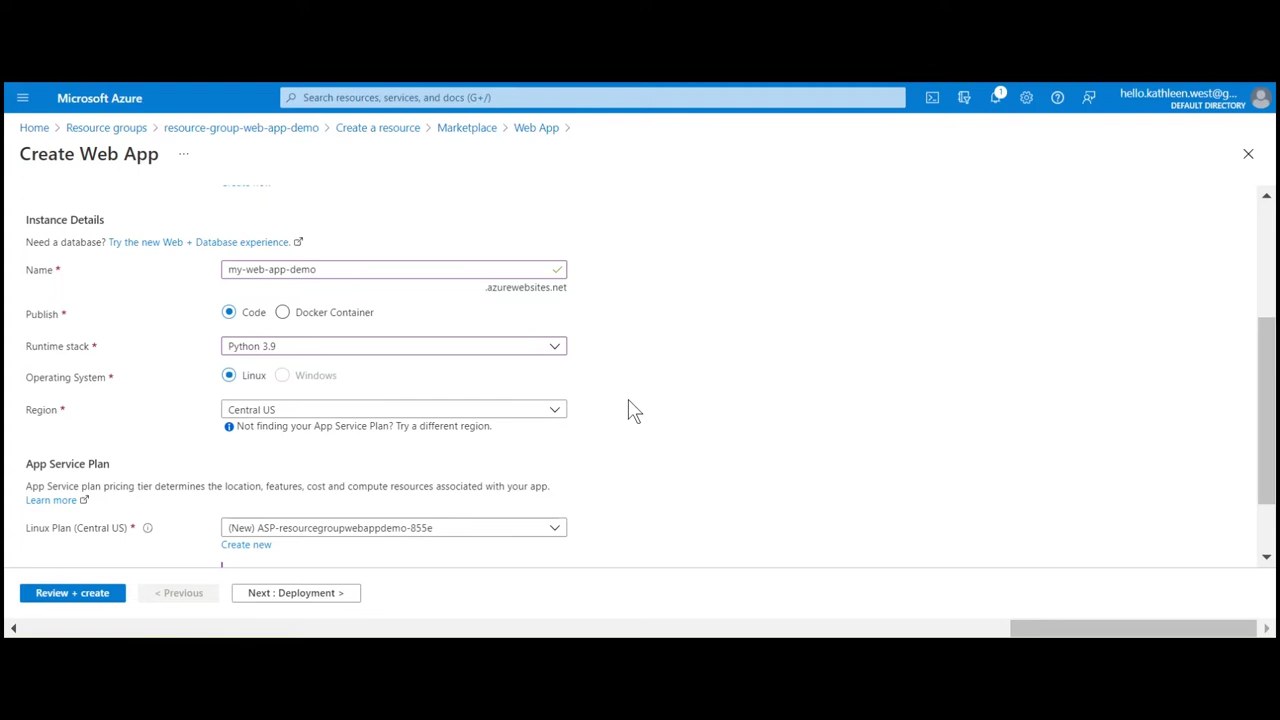 Microsoft Azure
Search resources, services, and docs (G+/)
1
hello.kathleen.west@g...
DEFAULT DIRECTORY
Home > Resource groups > resource-group-web-app-demo > Create a resource > Marketplace > Web App >
Create Web App ...
Create new
Instance Details
Need a database? Try the new Web + Database experience.
Name * my-web-app-demo
.azurewebsites.net
Publish * Code Docker Container
Runtime stack * Python 3.9
Operating System * Linux Windows
Region * Central US
Not finding your App Service Plan? Try a different region.
App Service Plan
App Service plan pricing tier determines the location, features, cost and compute resources associated with your app.
Learn more
Linux Plan (Central US) * (New) ASP-resourcegroupwebappdemo-855e
Create new
Review + create < Previous Next : Deployment >